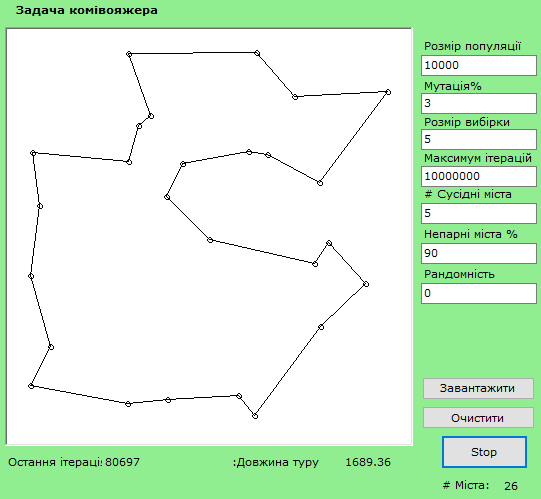 Задача комівояжера
Розмір популяції
10000
Мутація%
3
Розмір вибірки
5
Максимум ітерацій
10000000
# Сусідні міста
5
Непарні міста %
90
Рандомність
0
Завантажити
Очистити
Stop
Остання ітераці: 80697 :Довжина туру 1689.36
# Міста: 26